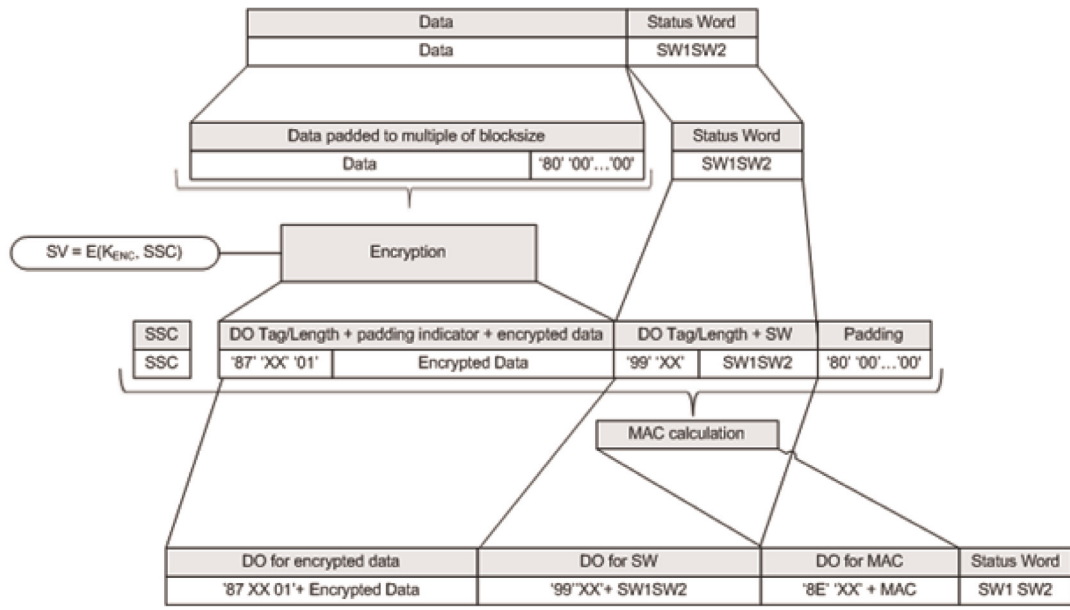 Data Status Word
Data SW1SW2
Data padded to multiple of blocksize Status Word
Data '80' '00'...'00' SW1SW2
SV = E(KENC, SSC) Encryption
SSC DO Tag/Length + padding indicator + encrypted data DO Tag/Length + SW Padding
SSC '87' 'XX' '01' Encrypted Data '99' 'XX' SW1SW2 '80' '00'...'00'
MAC calculation
DO for encrypted data DO for SW DO for MAC Status Word
'87 XX 01'+ Encrypted Data '99''XX'+ SW1SW2 '8E' 'XX' + MAC SW1 SW2